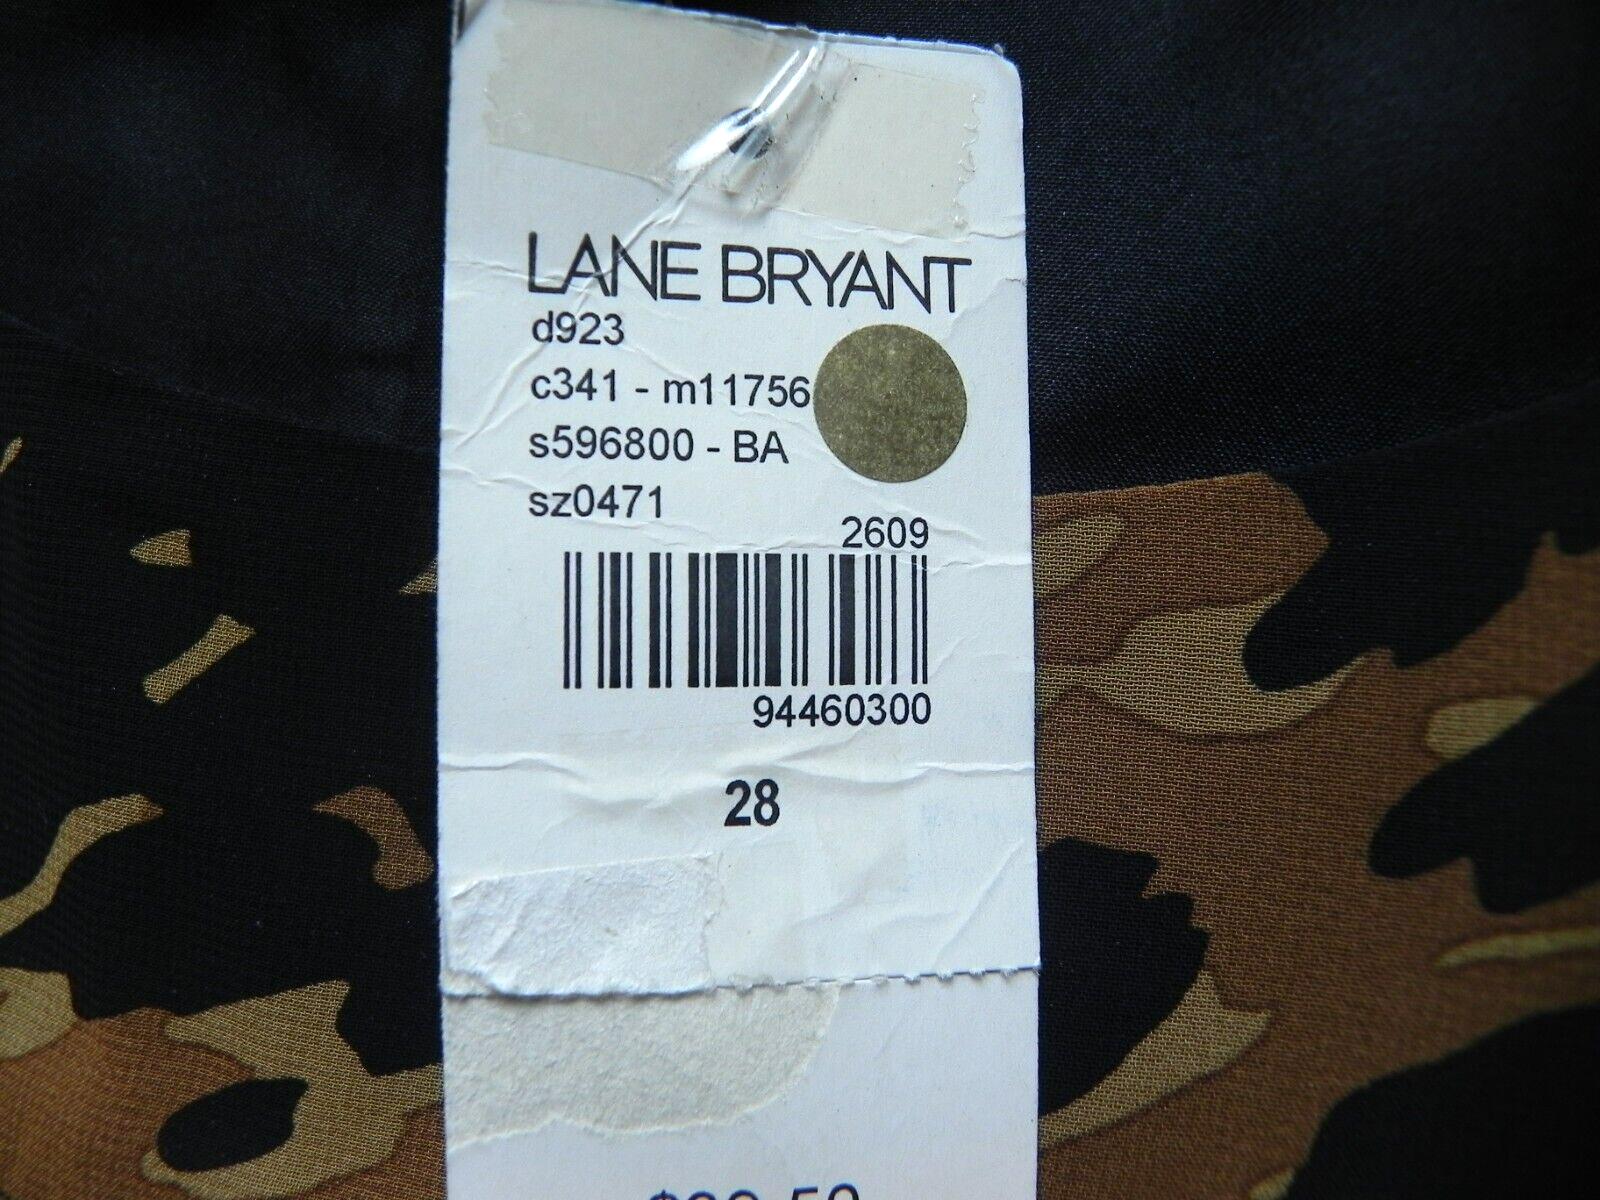 LANE BRYANT
d923
c341 - m11756
s596800 - BA
sz0471
2609
94460300
28